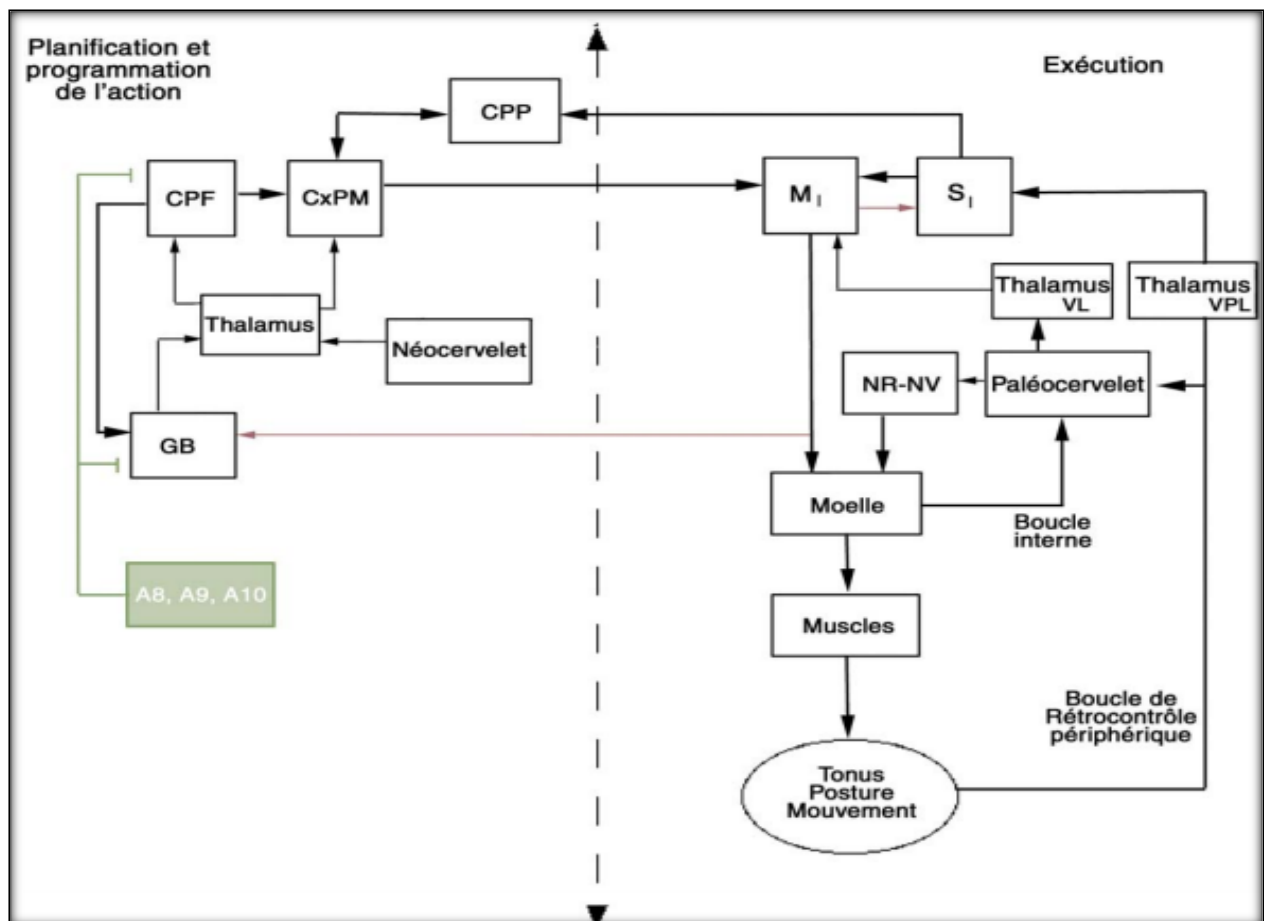 Planification et
programmation
de l'action
Exécution
CPP
CPF
CxPM
M I
S I
Thalamus
VL
Thalamus
VPL
Thalamus
Néocervelet
NR-NV
Paléocervelet
GB
Moelle
Boucle
interne
A8, A9, A10
Muscles
Boucle de
Rétrocontrôle
périphérique
Tonus
Posture
Mouvement